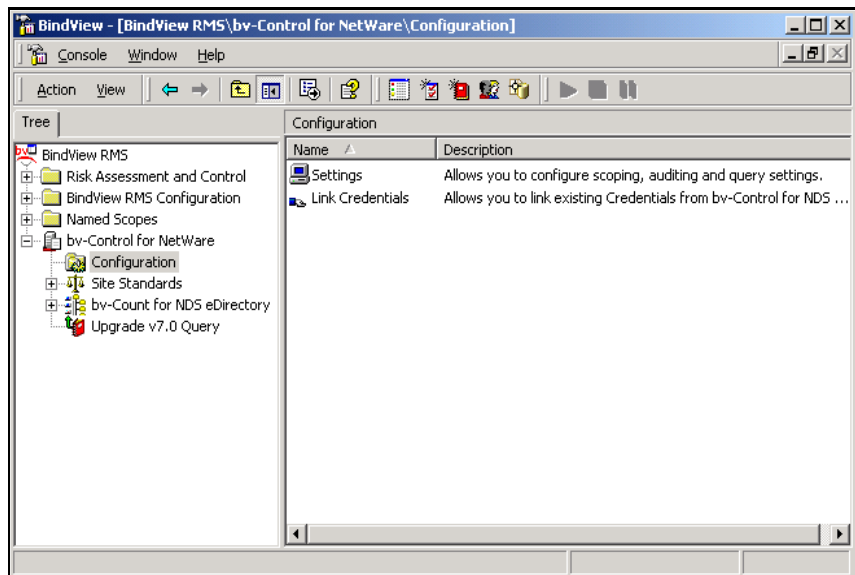 BindView - [BindView RMS\bv-Control for NetWare\Configuration]
Console Window Help
Action View
Tree
Configuration
BindView RMS
Risk Assessment and Control
BindView RMS Configuration
Named Scopes
bv-Control for NetWare
Configuration
Site Standards
bv-Count for NDS eDirectory
Upgrade v7.0 Query
Name Description
Settings Allows you to configure scoping, auditing and query settings.
Link Credentials Allows you to link existing Credentials from bv-Control for NDS ...